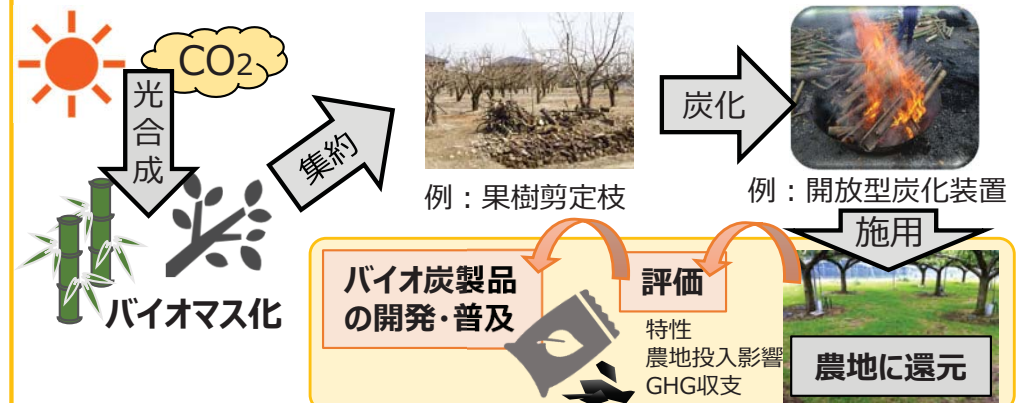 CO₂
光合成
集約
炭化
例：果樹剪定枝
例：開放型炭化装置
施用
バイオマス化
バイオ炭製品
の開発・普及
評価
特性
農地投入影響
GHG収支
農地に還元